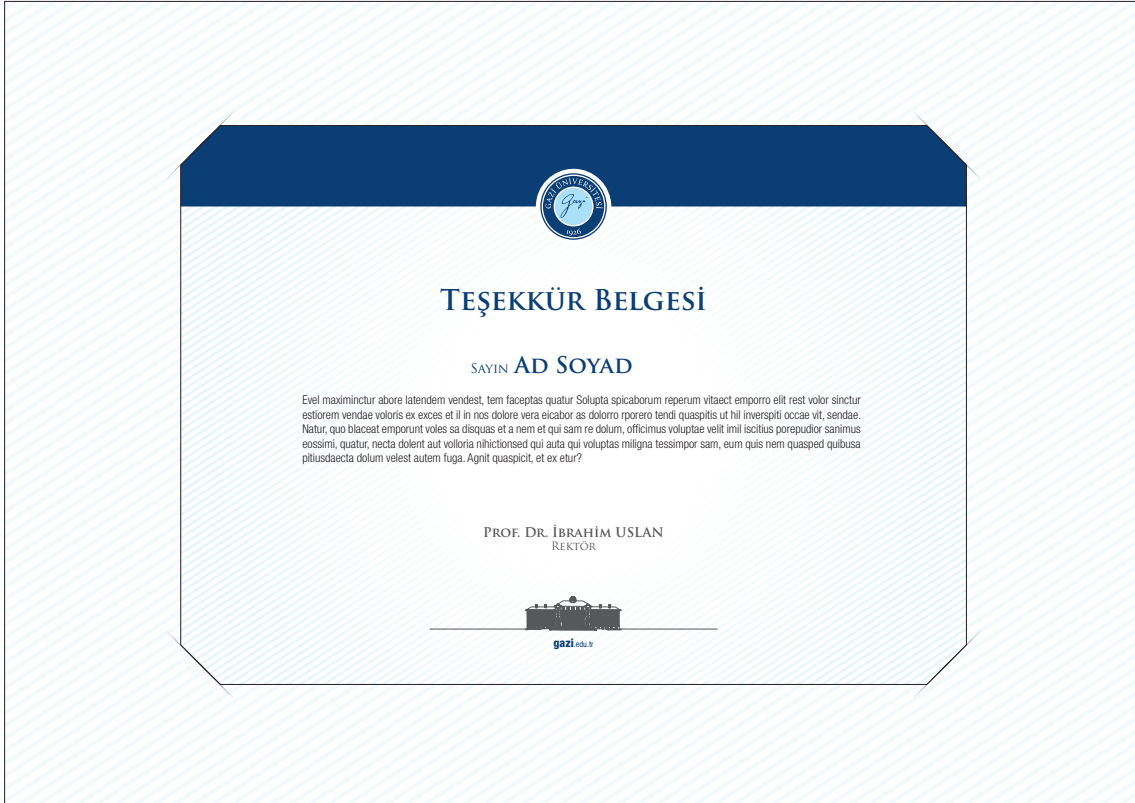 GAZİ ÜNİVERSİTESİ
Gazi
1926
TEŞEKKÜR BELGESİ
SAYIN AD SOYAD
Evel maximinctur abore latendem vendest, tem faceptas quatur Solupta spicaborum reperum vitaect emporro elit rest volor sinctur
estiorem vendae voloris ex exces et il in nos dolore vera eicabor as dolorro rporero tendi quaspitis ut hil inverspiti occae vit, sendae.
Natur, quo blaceat emporunt voles sa disquas et a nem et qui sam re dolum, officimus voluptae velit imil iscitius porepudior sanimus
eossimi, quatur, necta dolent aut volloria nihictionsed qui auta qui voluptas miligna tessimpor sam, eum quis nem quasped quibusa
pitiusdaecta dolum velest autem fuga. Agnit quaspicit, et ex etur?
PROF. DR. İBRAHİM USLAN
REKTÖR
gazi.edu.tr